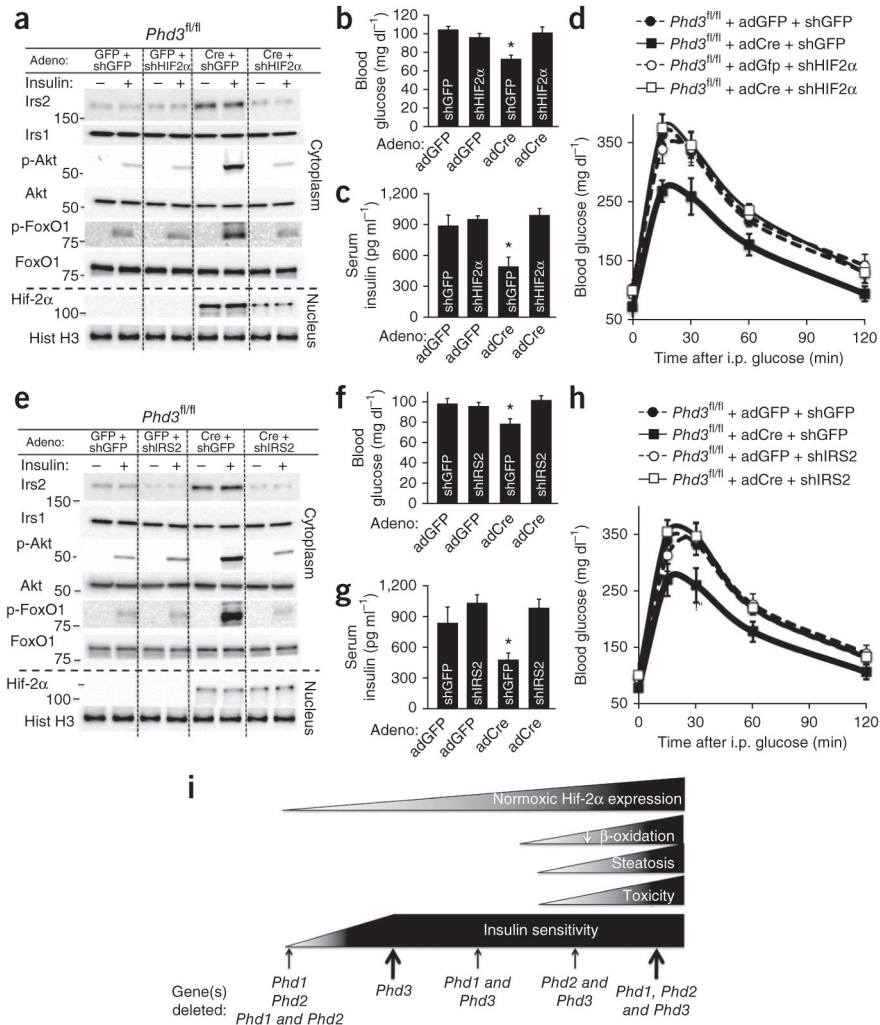 a
Phd3fl/fl
Adeno:
GFP + shGFP
GFP + shHIF2α
Cre + shGFP
Cre + shHIF2α
Insulin: – + – + – + – +
Irs2
150-
Irs1
p-Akt
50-
Akt
50-
p-FoxO1
75-
FoxO1
75-
Hif-2α
100-
Hist H3
Cytoplasm
Nucleus
b
Blood glucose (mg dl–1)
120
100
80
60
40
20
0
shGFP
shHIF2α
*
shGFP
shHIF2α
Adeno:
adGFP
adGFP
adCre
adCre
c
Serum insulin (pg ml–1)
1,200
900
600
300
0
shGFP
shHIF2α
*
shGFP
shHIF2α
Adeno:
adGFP
adGFP
adCre
adCre
d
Phd3fl/fl + adGFP + shGFP
Phd3fl/fl + adCre + shGFP
Phd3fl/fl + adGfp + shHIF2α
Phd3fl/fl + adCre + shHIF2α
Blood glucose (mg dl–1)
350
250
150
50
0 30 60 90 120
Time after i.p. glucose (min)
e
Phd3fl/fl
Adeno:
GFP + shGFP
GFP + shIRS2
Cre + shGFP
Cre + shIRS2
Insulin: – + – + – + – +
Irs2
150-
Irs1
p-Akt
50-
Akt
50-
p-FoxO1
75-
FoxO1
75-
Hif-2α
100-
Hist H3
Cytoplasm
Nucleus
f
Blood glucose (mg dl–1)
120
100
80
60
40
20
0
shGFP
shIRS2
*
shGFP
shIRS2
Adeno:
adGFP
adGFP
adCre
adCre
g
Serum insulin (pg ml–1)
1,200
900
600
300
0
shGFP
shIRS2
*
shGFP
shIRS2
Adeno:
adGFP
adGFP
adCre
adCre
h
Phd3fl/fl + adGFP + shGFP
Phd3fl/fl + adCre + shGFP
Phd3fl/fl + adGFP + shIRS2
Phd3fl/fl + adCre + shIRS2
Blood glucose (mg dl–1)
350
250
150
50
0 30 60 90 120
Time after i.p. glucose (min)
i
Normoxic Hif-2α expression
↓ β-oxidation
Steatosis
Toxicity
Insulin sensitivity
Gene(s) deleted:
Phd1
Phd2
Phd1 and Phd2
Phd3
Phd1 and
Phd3
Phd2 and
Phd3
Phd1, Phd2
and Phd3